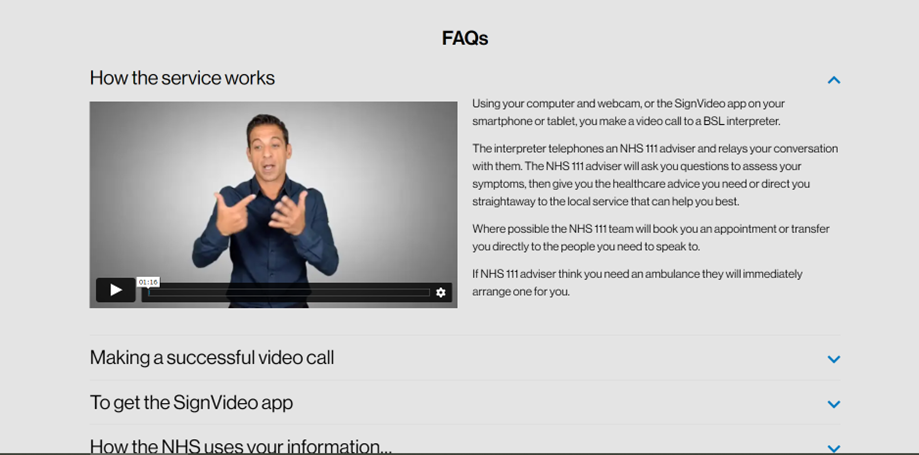 FAQs
How the service works
Using your computer and webcam, or the SignVideo app on your
smartphone or tablet, you make a video call to a BSL interpreter.
The interpreter telephones an NHS 111 adviser and relays your conversation
with them. The NHS 111 adviser will ask you questions to assess your
symptoms, then give you the healthcare advice you need or direct you
straightaway to the local service that can help you best.
Where possible the NHS 111 team will book you an appointment or transfer
you directly to the people you need to speak to.
If NHS 111 adviser think you need an ambulance they will immediately
arrange one for you.
01:16
Making a successful video call
To get the SignVideo app
How the NHS uses your information...